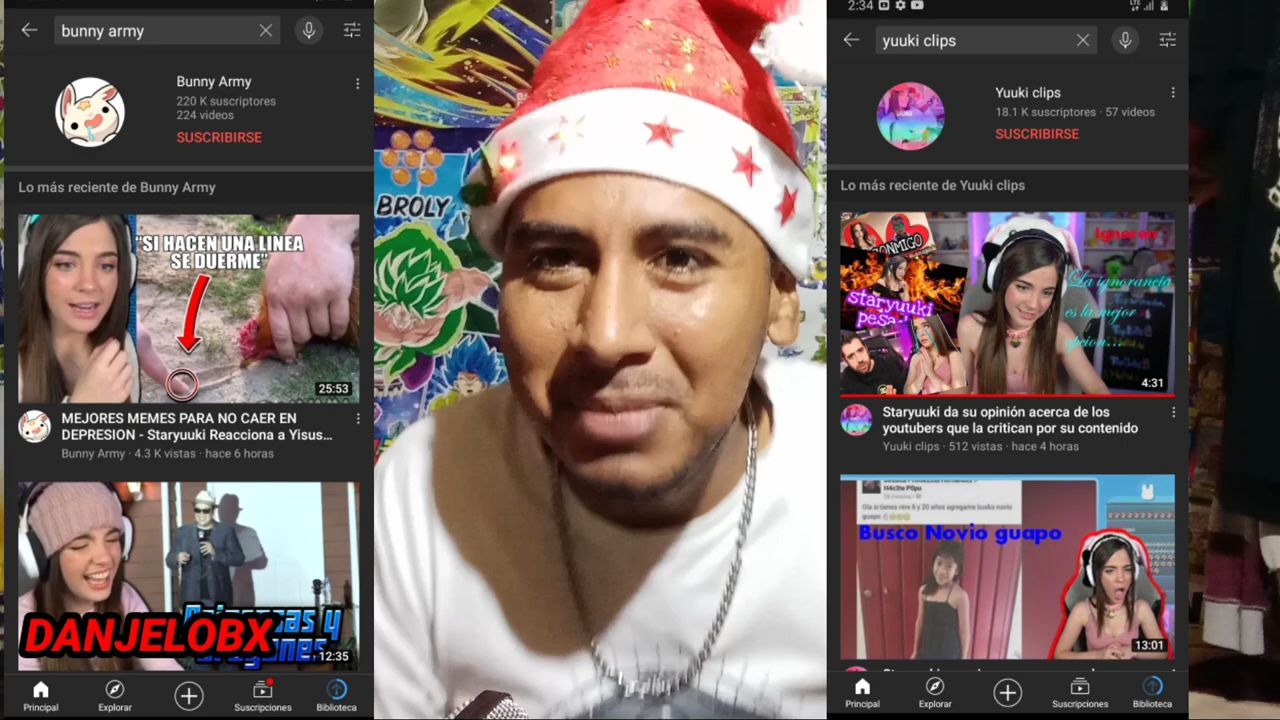 bunny army
Bunny Army
220 K suscriptores
224 videos
SUSCRIBIRSE
Lo más reciente de Bunny Army
"SI HACEN UNA LINEA
SE DUERME"
25:53
MEJORES MEMES PARA NO CAER EN
DEPRESION - Staryuuki Reacciona a Yisus...
Bunny Army · 4.3 K vistas · hace 6 horas
DANJELOBX
12:35
Principal
Explorar
Suscripciones
Biblioteca
BROLY
2:34
LTE
yuuki clips
Yuuki clips
18.1 K suscriptores · 57 videos
SUSCRIBIRSE
Lo más reciente de Yuuki clips
CONMIGO
Ignoren
staryuuki
pesa
La ignorancia
es la mejor
opcion...
4:31
Staryuuki da su opinión acerca de los
youtubers que la critican por su contenido
Yuuki clips · 512 vistas · hace 4 horas
H4c3te P0pu
Busco Novio guapo
13:01
Principal
Explorar
Suscripciones
Biblioteca